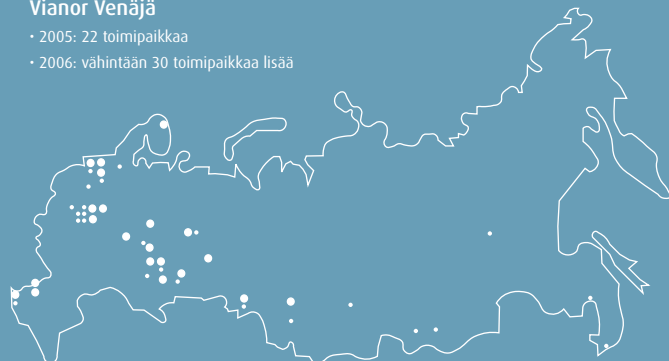 Vianor Venäjä
• 2005: 22 toimipaikkaa
• 2006: vähintään 30 toimipaikkaa lisää